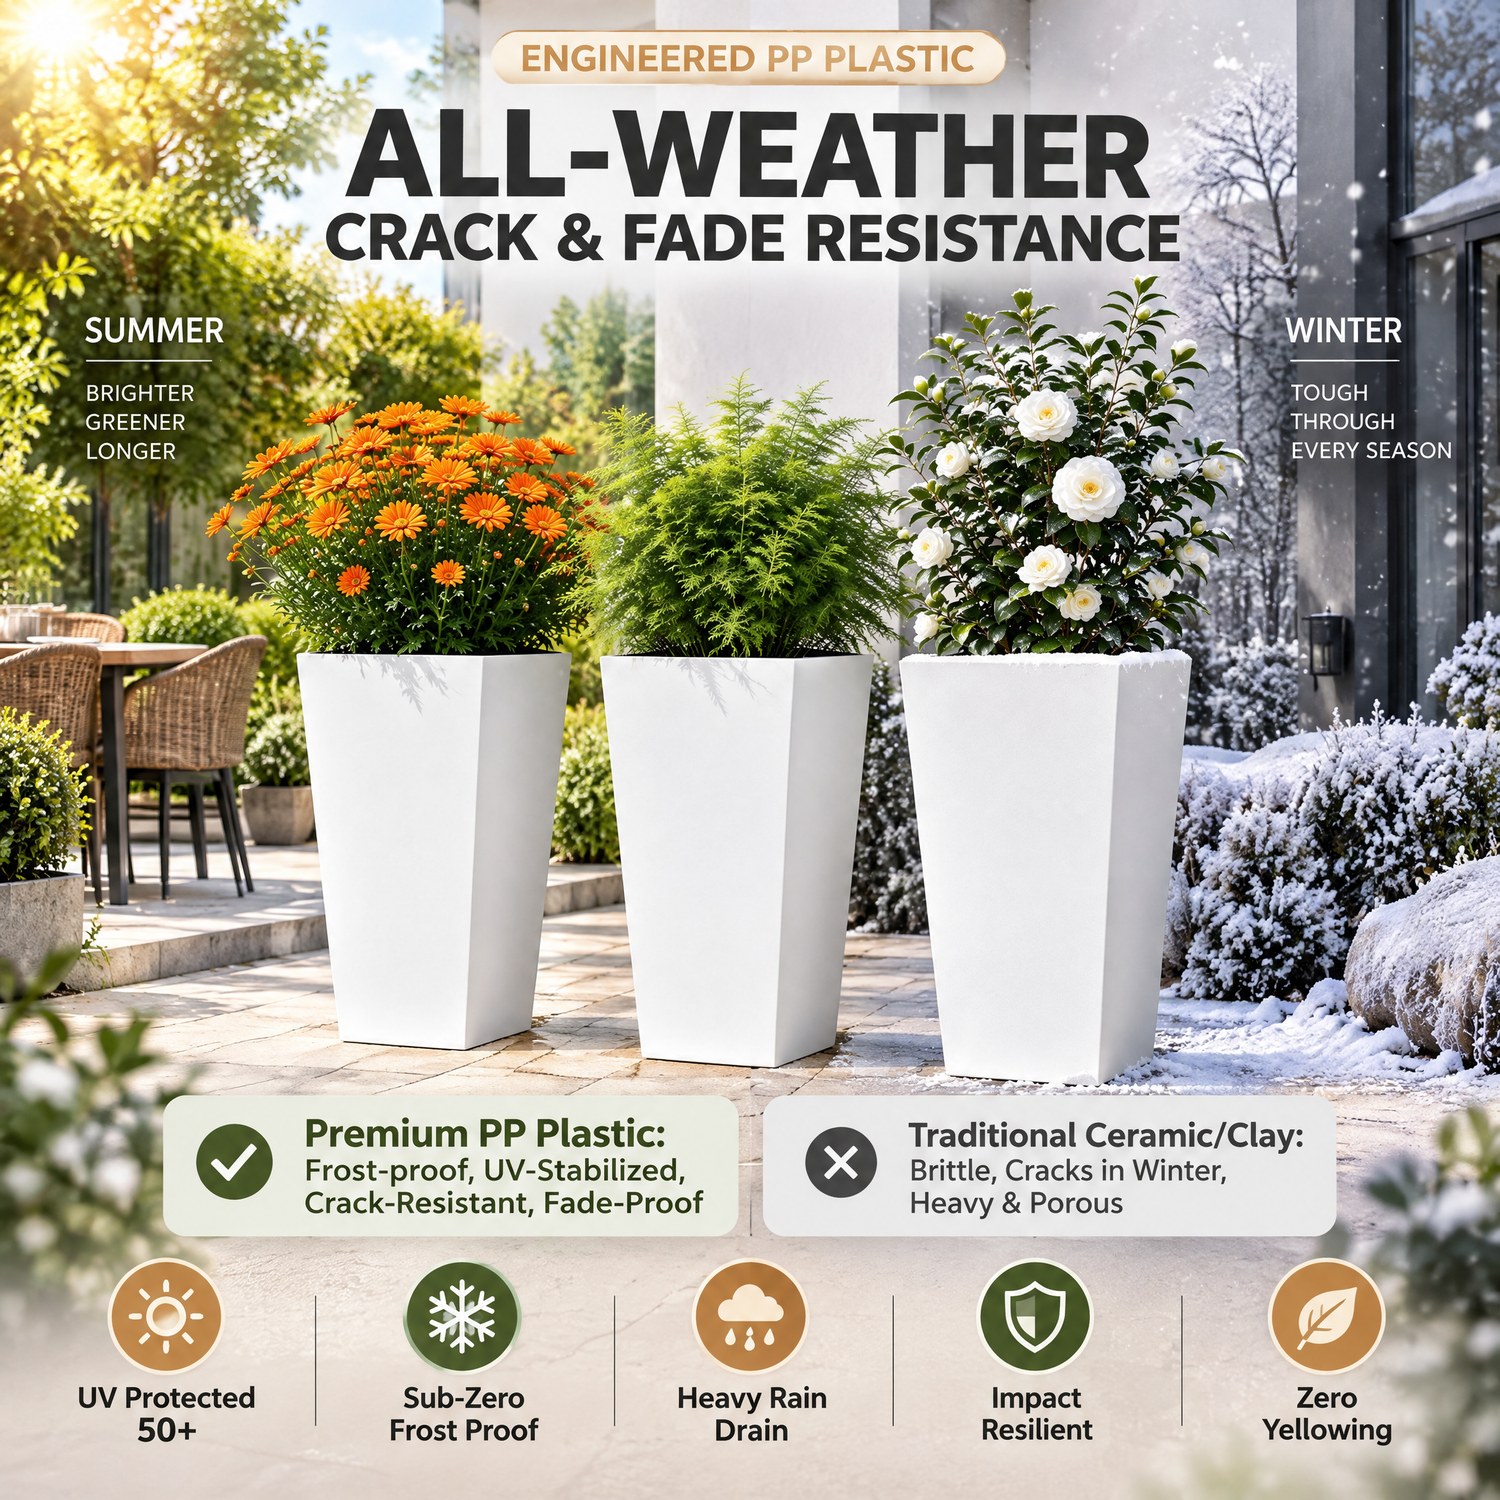 ENGINEERED PP PLASTIC
ALL-WEATHER
CRACK & FADE RESISTANCE
SUMMER
BRIGHTER
GREENER
LONGER
WINTER
TOUGH
THROUGH
EVERY SEASON
Premium PP Plastic:
Frost-proof, UV-Stabilized,
Crack-Resistant, Fade-Proof
Traditional Ceramic/Clay:
Brittle, Cracks in Winter,
Heavy & Porous
UV Protected
50+
Sub-Zero
Frost Proof
Heavy Rain
Drain
Impact
Resilient
Zero
Yellowing